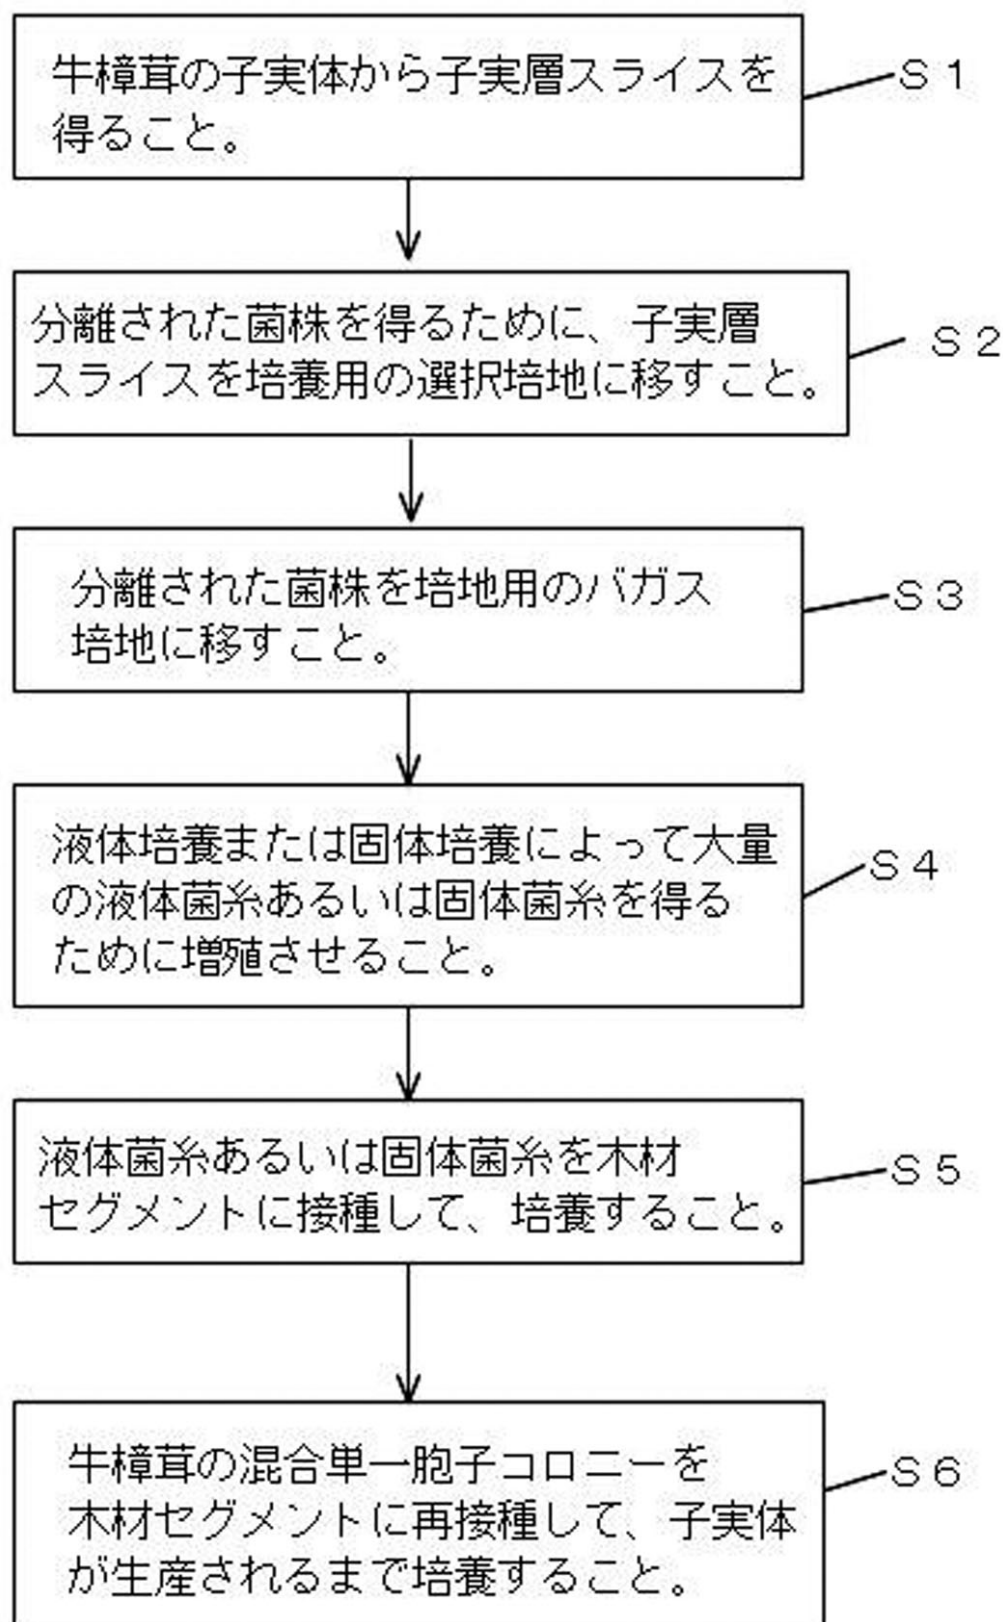 牛樟茸の子実体から子実層スライスを
得ること。
S1
分離された菌株を得るために、子実層
スライスを培養用の選択培地に移すこと。
S2
分離された菌株を培地用のバガス
培地に移すこと。
S3
液体培養または固体培養によって大量
の液体菌糸あるいは固体菌糸を得る
ために増殖させること。
S4
液体菌糸あるいは固体菌糸を木材
セグメントに接種して、培養すること。
S5
牛樟茸の混合単一胞子コロニーを
木材セグメントに再接種して、子実体
が生産されるまで培養すること。
S6